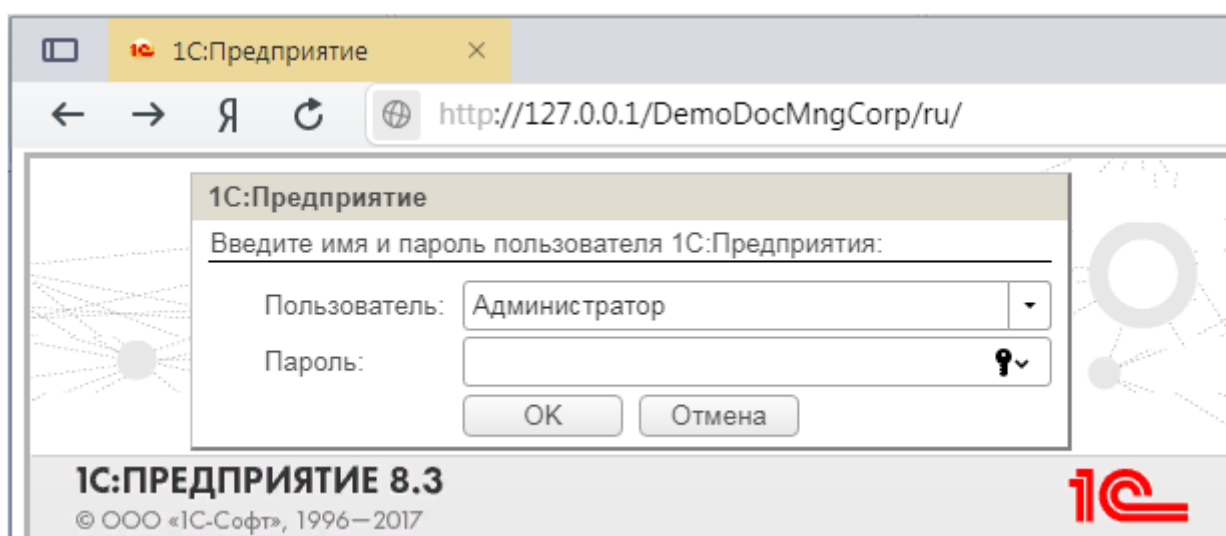 1С:Предприятие
Я http://127.0.0.1/DemoDocMngCorp/ru/
1С:Предприятие
Введите имя и пароль пользователя 1С:Предприятия:
Пользователь: Администратор
Пароль:
OK Отмена
1С:ПРЕДПРИЯТИЕ 8.3
© ООО «1С-Софт», 1996—2017
1С